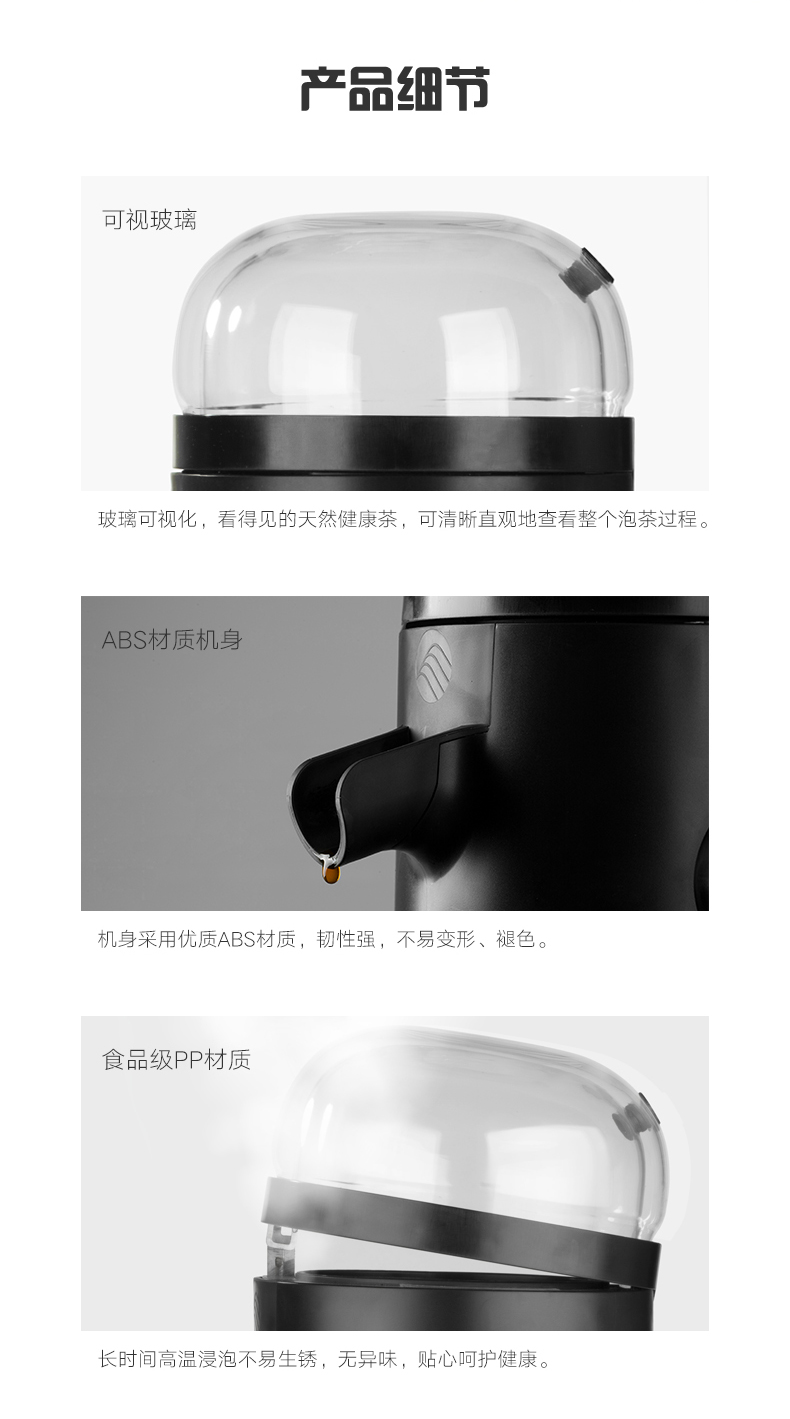 产品细节
可视玻璃
玻璃可视化，看得见的天然健康茶，可清晰直观地查看整个泡茶过程。
ABS材质机身
机身采用优质ABS材质，韧性强，不易变形、褪色。
食品级PP材质
长时间高温浸泡不易生锈，无异味，贴心呵护健康。